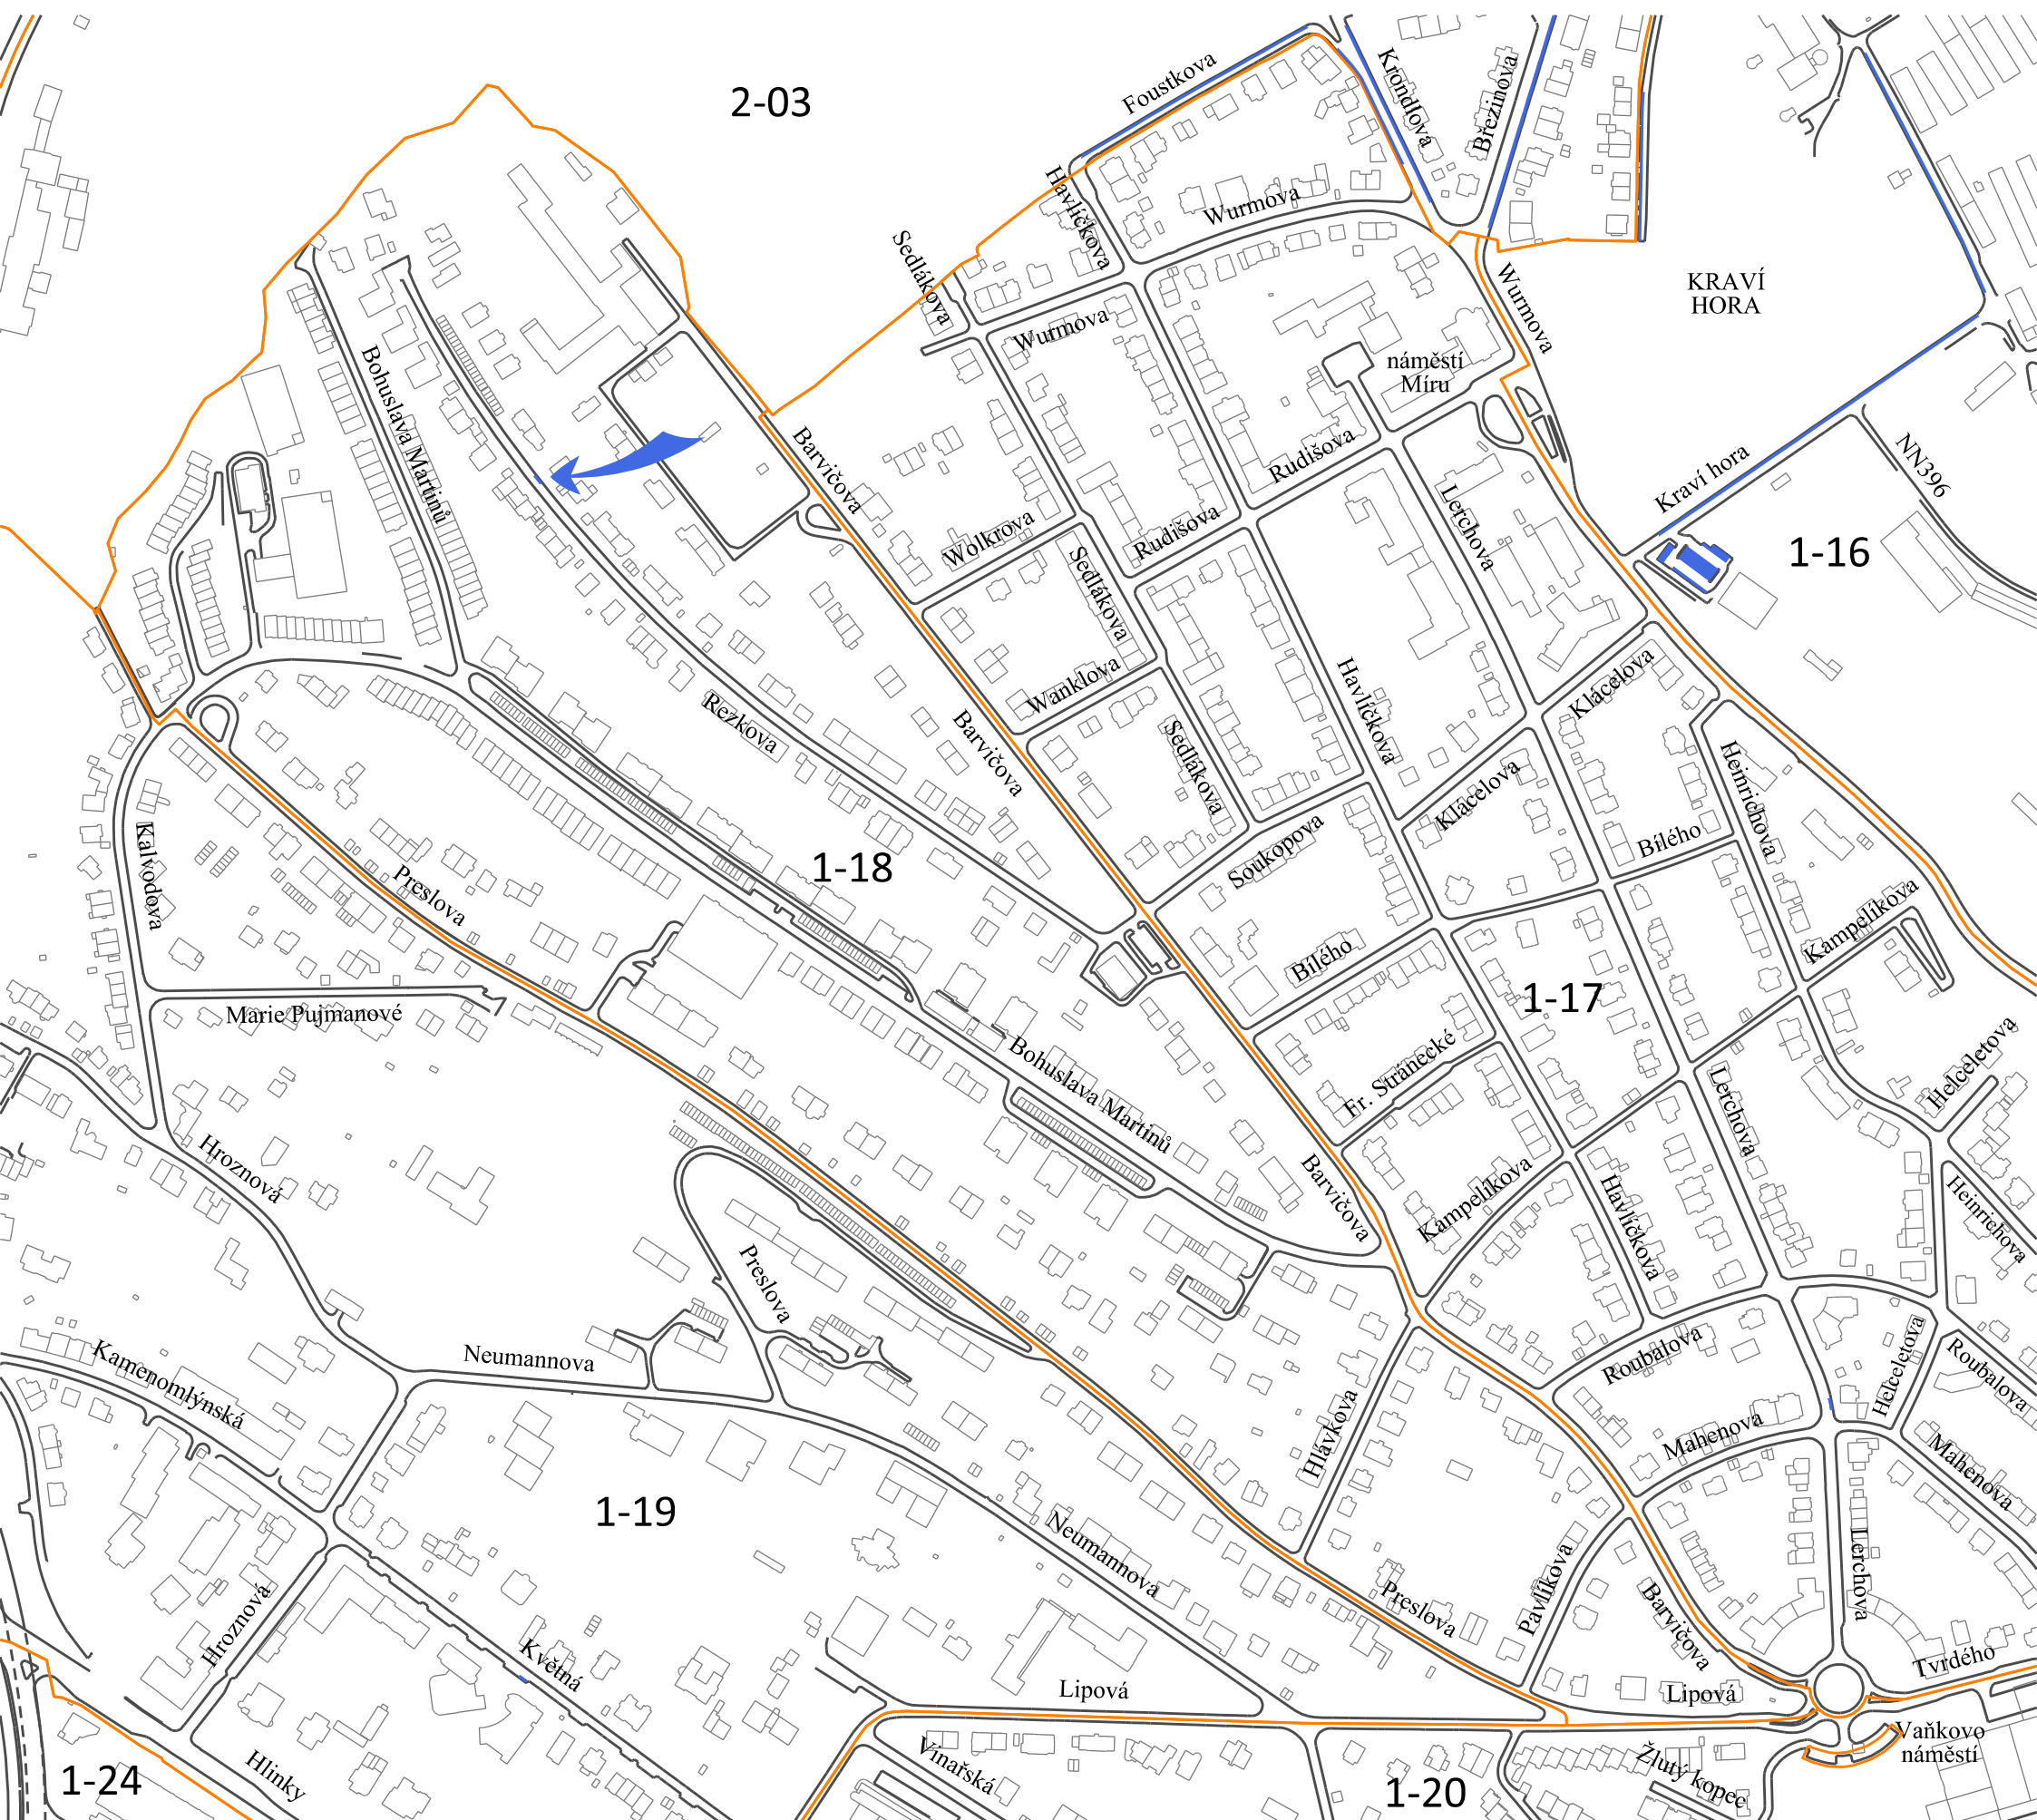 2-03
Foustkova
Krondlova
Březinova
Havlíčkova
Wurmova
Sedlákova
Wurmova
Wurmova
KRAVÍ
HORA
náměstí
Míru
Bohuslava Martinů
Barvičova
Rudišova
Lerchova
Kraví hora
NN396
1-16
Wolkrova
Rudišova
Sedlákova
Wanklova
Havlíčkova
Klácelova
Rezkova
Barvičova
Sedlákova
Klácelova
Heinrichova
Bílého
Kalvodova
Preslova
1-18
Soukopova
Bílého
Kampelíkova
1-17
Marie Pujmanové
Bohuslava Martinů
Fr. Stránecké
Lerchova
Helceletova
Hroznová
Barvičova
Kampelíkova
Havlíčkova
Heinrichova
Preslova
Neumannova
Kamenomlýnská
Roubalova
Helceletova
Roubalova
Hlávkova
Mahenova
Mahenova
1-19
Neumannova
Preslova
Pavlíkova
Barvičova
Lerchova
Hroznová
Květná
Lipová
Lipová
Tvrdého
Vaňkovo
náměstí
Vinařská
Žlutý kopec
Hlinky
1-24
1-20